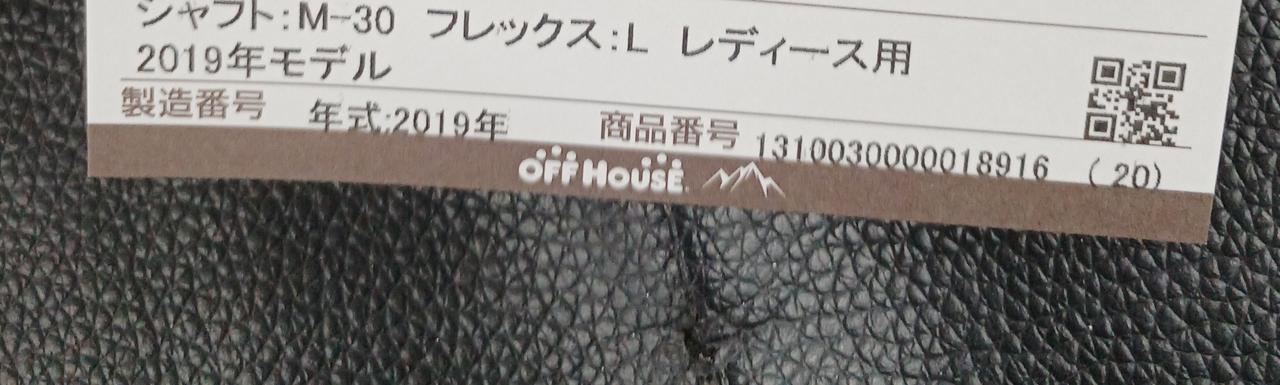 シャフト:M-30 フレックス:L レディース用
2019年モデル
製造番号 年式:2019年 商品番号 1310030000018916 (20)
OFF HOUSE